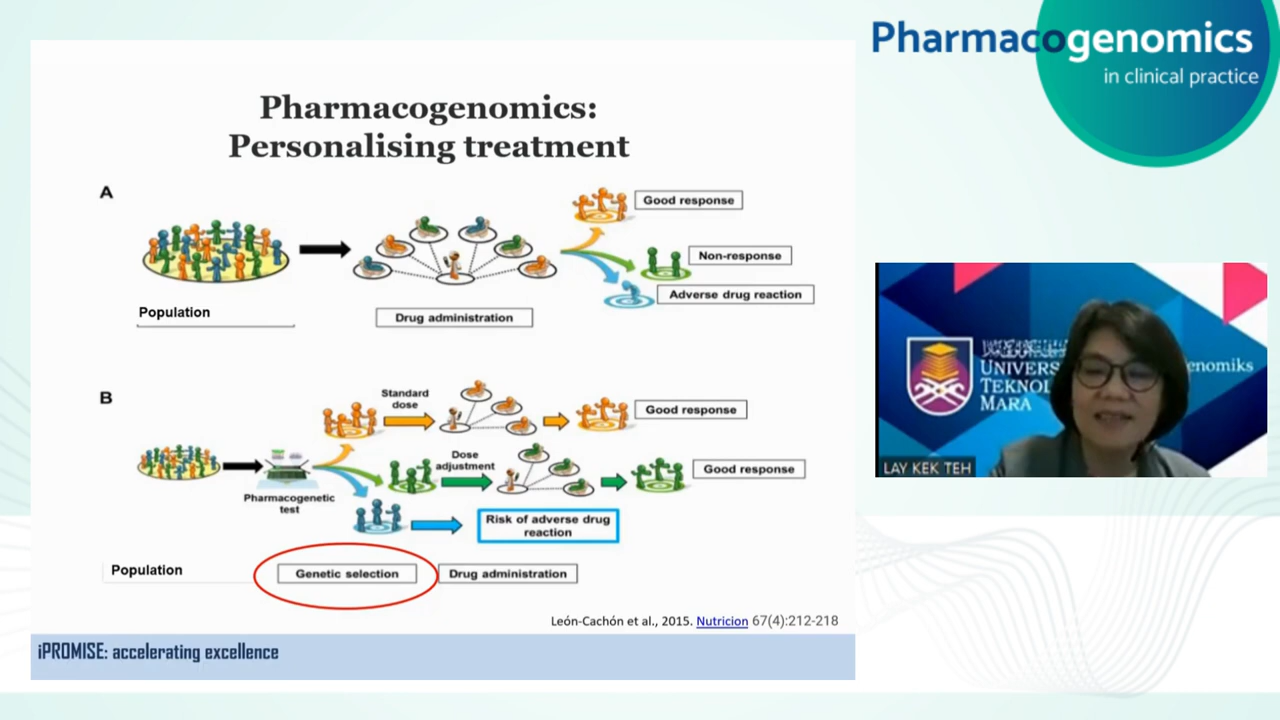 Pharmacogenomics
in clinical practice
Pharmacogenomics:
Personalising treatment
A
Population
Drug administration
Good response
Non-response
Adverse drug reaction
B
Pharmacogenetic
test
Standard
dose
Good response
Dose
adjustment
Good response
Risk of adverse drug
reaction
Population
Genetic selection
Drug administration
León-Cachón et al., 2015. Nutricion 67(4):212-218
iPROMISE: accelerating excellence
UNIVERS
TEKNOL
MARA
enomiks
LAY KEK TEH